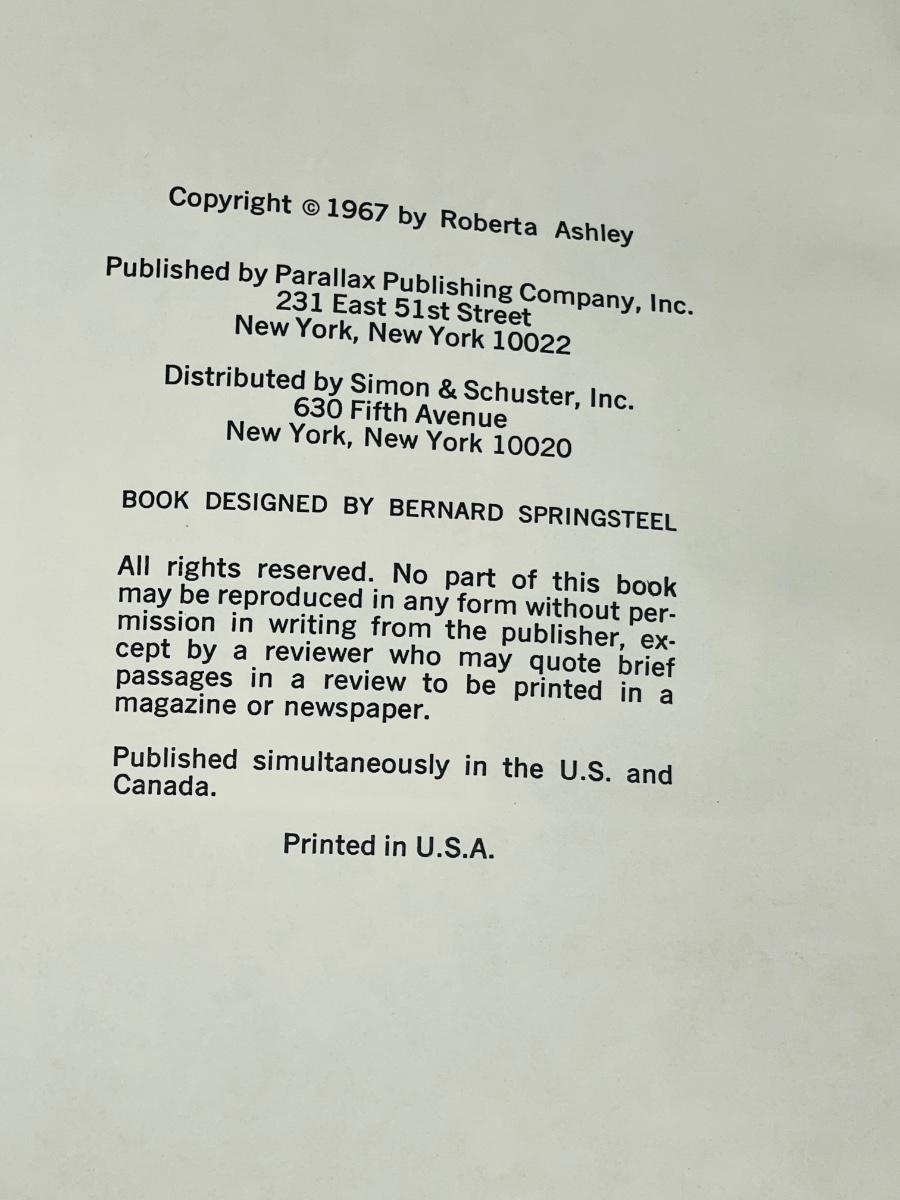 Copyright © 1967 by Roberta Ashley
Published by Parallax Publishing Company, Inc.
231 East 51st Street
New York, New York 10022
Distributed by Simon & Schuster, Inc.
630 Fifth Avenue
New York, New York 10020
BOOK DESIGNED BY BERNARD SPRINGSTEEL
All rights reserved. No part of this book
may be reproduced in any form without per-
mission in writing from the publisher, ex-
cept by a reviewer who may quote brief
passages in a review to be printed in a
magazine or newspaper.
Published simultaneously in the U.S. and
Canada.
Printed in U.S.A.